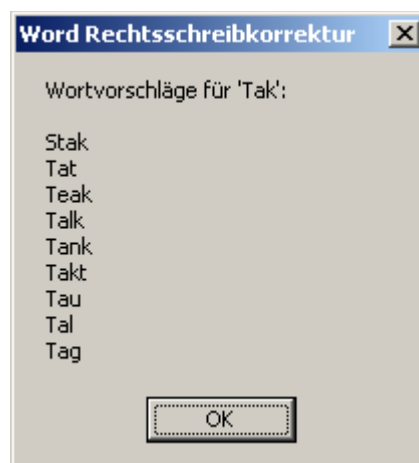 Word Rechtsschreibkorrektur
Wortvorschläge für 'Tak':
Stak
Tat
Teak
Talk
Tank
Takt
Tau
Tal
Tag
OK